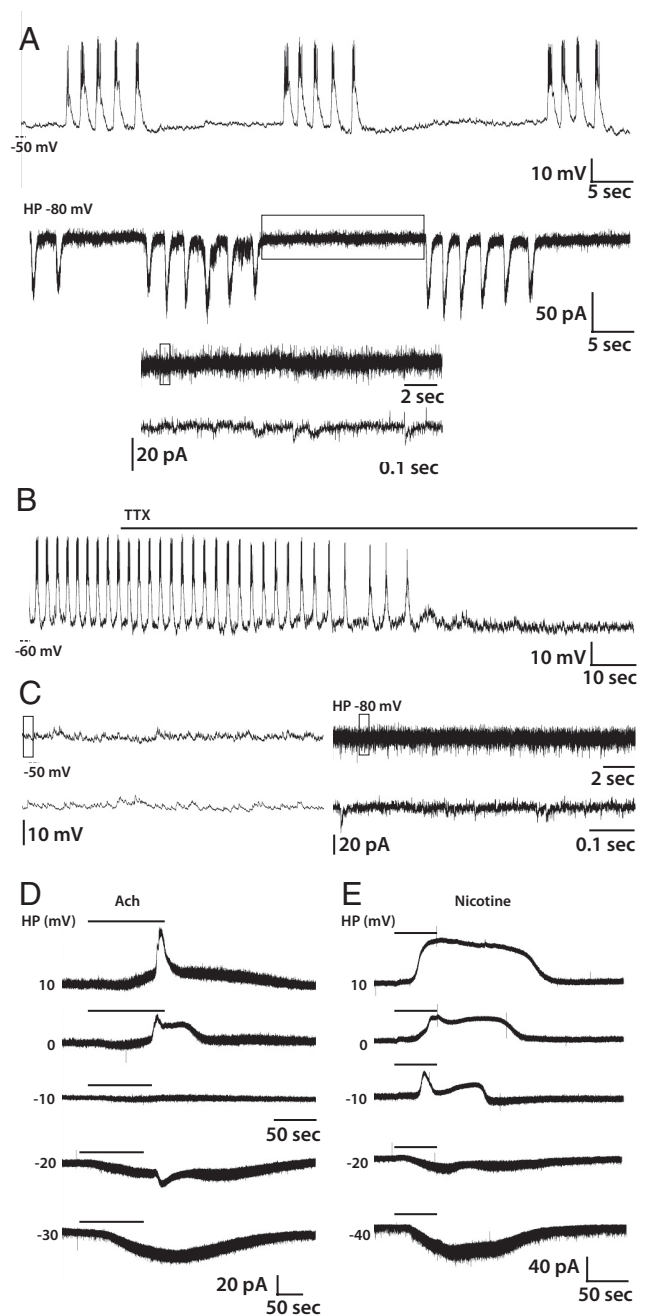 A
-50 mV
10 mV
5 sec
HP -80 mV
50 pA
5 sec
2 sec
20 pA
0.1 sec
B
TTX
-60 mV
10 mV
10 sec
C
HP -80 mV
-50 mV
2 sec
10 mV
20 pA
0.1 sec
D
Ach
HP (mV)
10
0
-10
50 sec
-20
-30
20 pA
50 sec
E
Nicotine
HP (mV)
10
0
-10
-20
-40
40 pA
50 sec